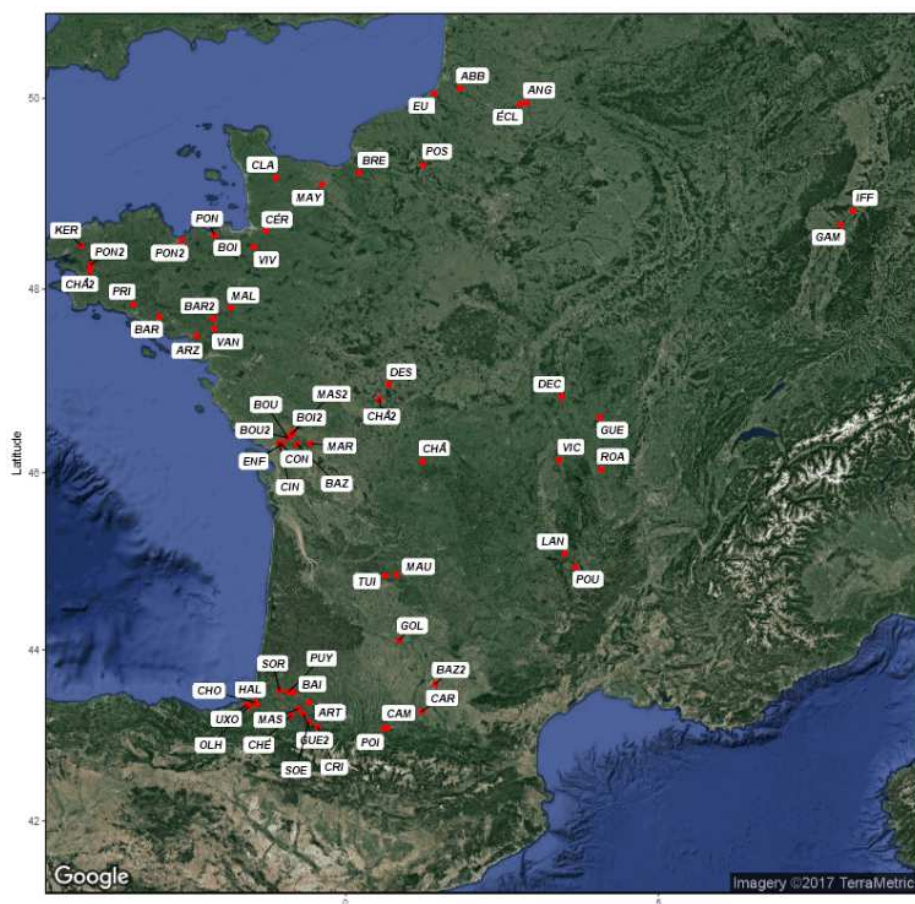 ABB
ANG
50
EU
ÉCL
CLA
BRE
POS
MAY
IFF
PON
CÉR
KER
PON2
PON2
BOI
VIV
GAM
CHÂ2
48
PRI
BAR2
MAL
BAR
ARZ
VAN
DES
DEC
BOU
MAS2
BOI2
CHÂ2
BOU2
GUE
ENF
CON
MAR
CHÂ
VIC
ROA
Latitude
46
CIN
BAZ
LAN
MAU
TUI
POU
GOL
44
SOR
PUY
BAZ2
CHO
HAL
BAI
CAR
UXO
MAS
ART
CAM
OLH
CHÉ
GUE2
POI
SOE
CRI
42
Google
Imagery ©2017 TerraMetric
0
5